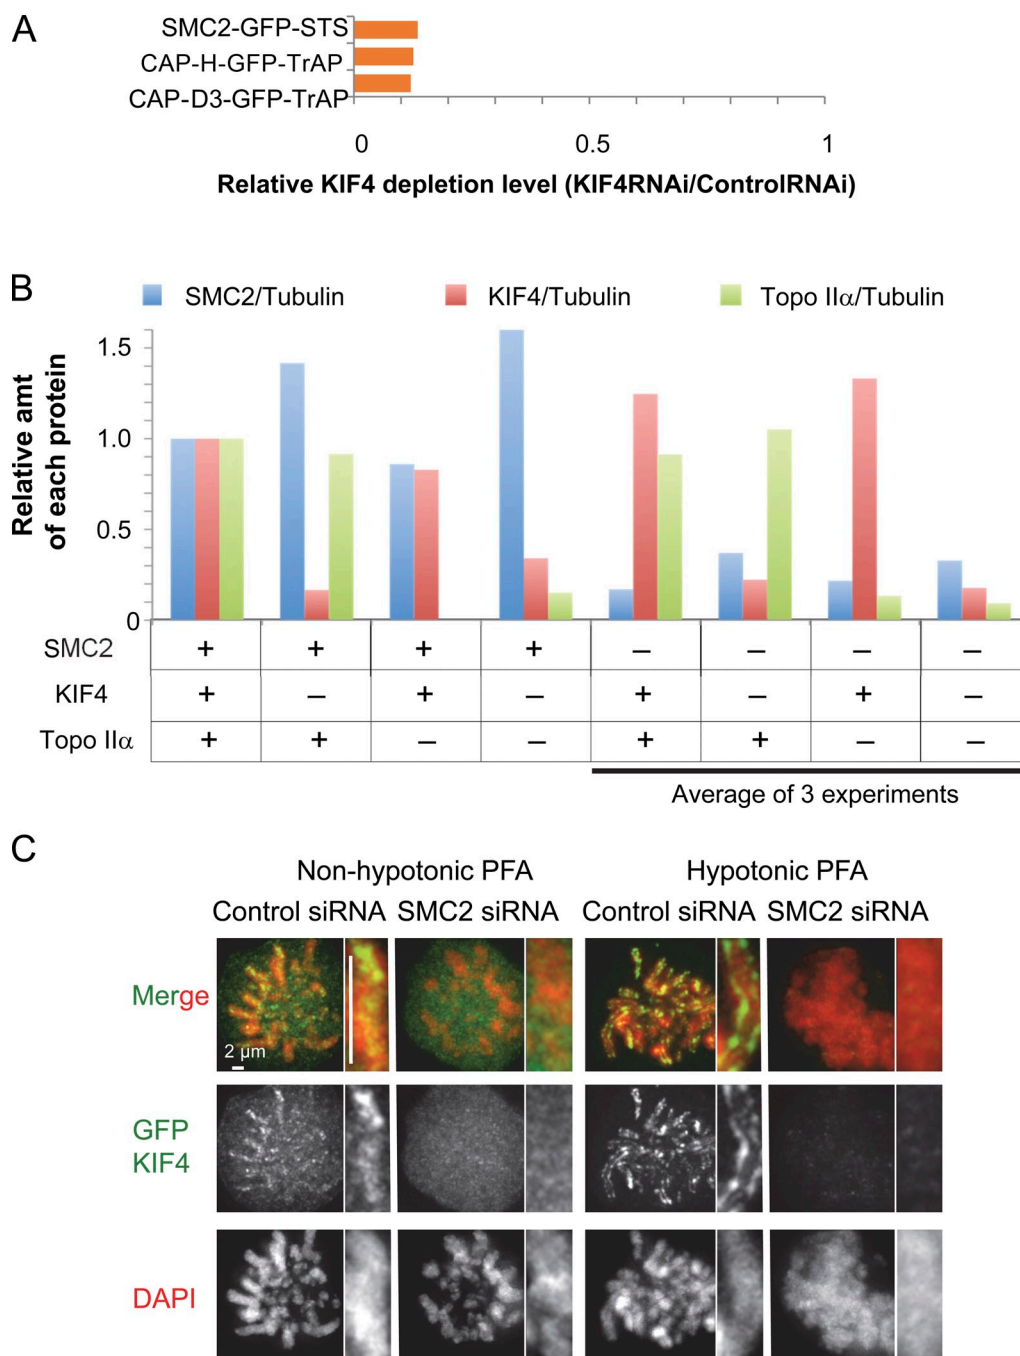 A
SMC2-GFP-STS
CAP-H-GFP-TrAP
CAP-D3-GFP-TrAP
0 0.5 1
Relative KIF4 depletion level (KIF4RNAi/ControlRNAi)
B
SMC2/Tubulin KIF4/Tubulin Topo IIα/Tubulin
Relative amt
of each protein
1.5
1.0
0.5
0
SMC2 + + + + – – – –
KIF4 + – + – + – + –
Topo IIα + + – – + + – –
Average of 3 experiments
C
Non-hypotonic PFA Hypotonic PFA
Control siRNA SMC2 siRNA Control siRNA SMC2 siRNA
Merge
2 μm
GFP
KIF4
DAPI